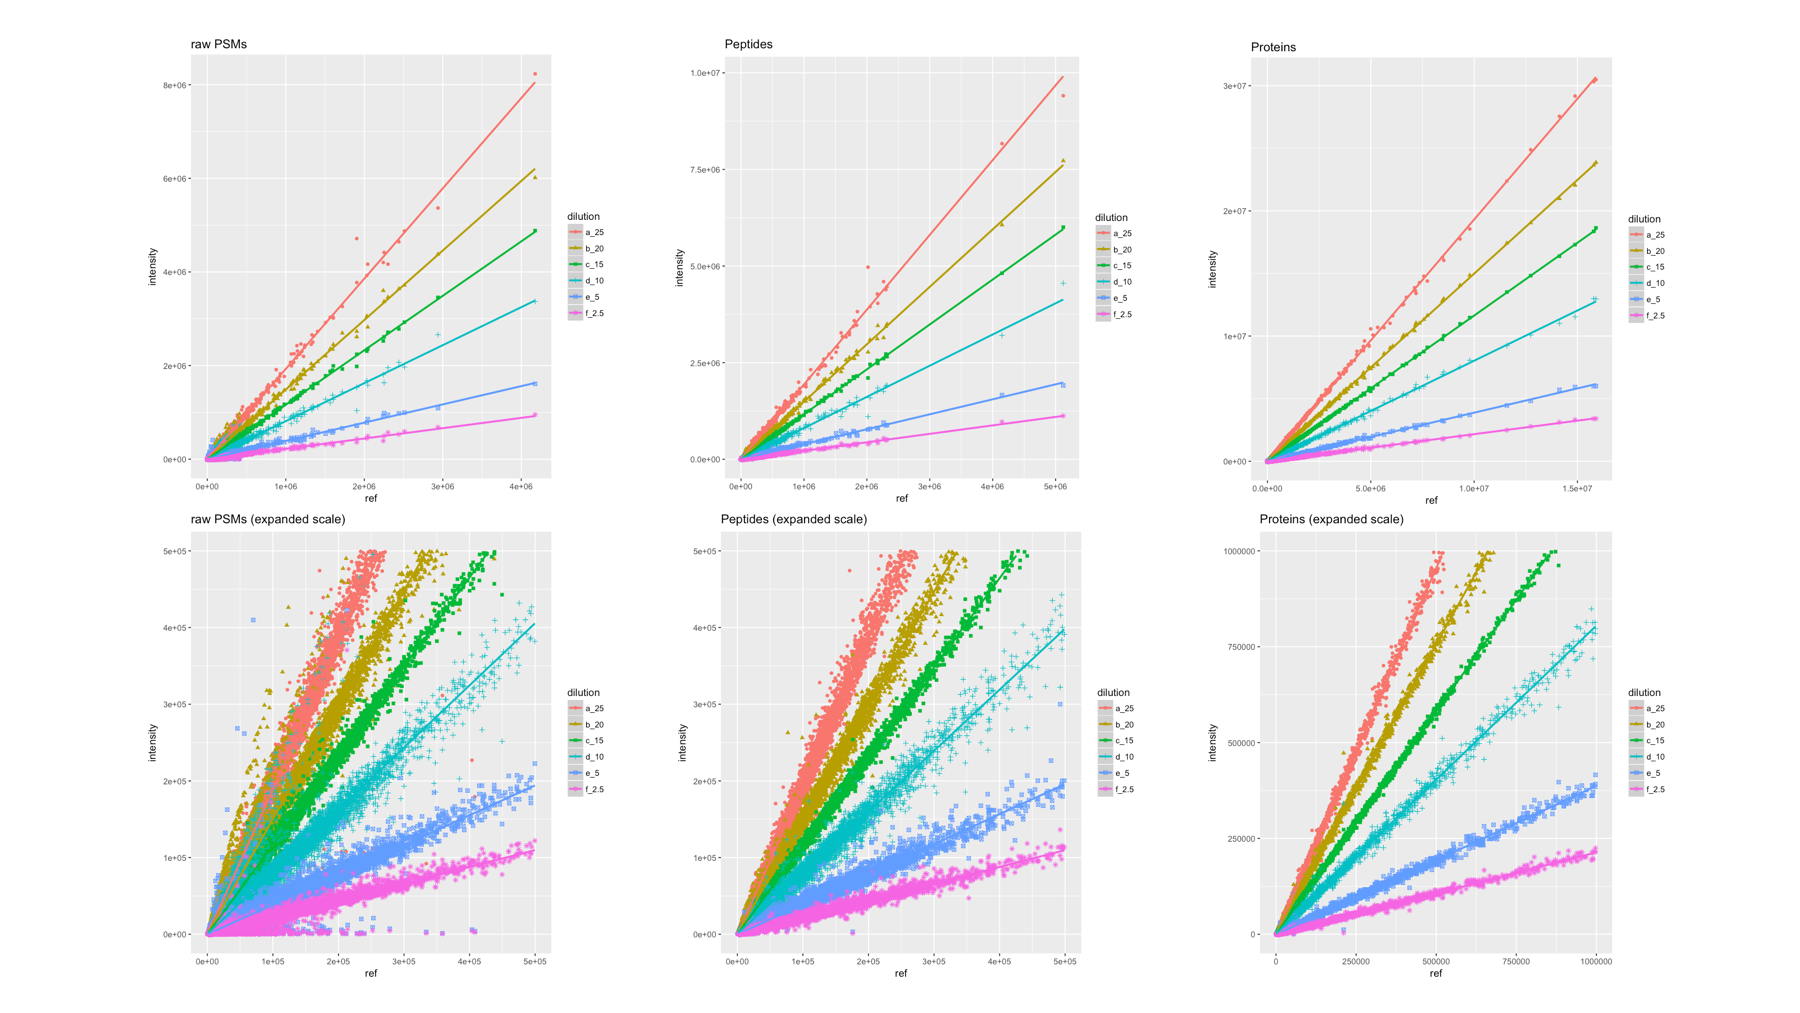 raw PSMs
8e+06
6e+06
4e+06
2e+06
0e+00
intensity
0e+00 1e+06 2e+06 3e+06 4e+06
ref
dilution
a_25
b_20
c_15
d_10
e_5
f_2.5
Peptides
1.0e+07
7.5e+06
5.0e+06
2.5e+06
0.0e+00
intensity
0e+00 1e+06 2e+06 3e+06 4e+06 5e+06
ref
dilution
a_25
b_20
c_15
d_10
e_5
f_2.5
Proteins
3e+07
2e+07
1e+07
0e+00
intensity
0.0e+00 5.0e+06 1.0e+07 1.5e+07
ref
dilution
a_25
b_20
c_15
d_10
e_5
f_2.5
raw PSMs (expanded scale)
5e+05
4e+05
3e+05
2e+05
1e+05
0e+00
intensity
0e+00 1e+05 2e+05 3e+05 4e+05 5e+05
ref
dilution
a_25
b_20
c_15
d_10
e_5
f_2.5
Peptides (expanded scale)
5e+05
4e+05
3e+05
2e+05
1e+05
0e+00
intensity
0e+00 1e+05 2e+05 3e+05 4e+05 5e+05
ref
dilution
a_25
b_20
c_15
d_10
e_5
f_2.5
Proteins (expanded scale)
1000000
750000
500000
250000
0
intensity
0 250000 500000 750000 1000000
ref
dilution
a_25
b_20
c_15
d_10
e_5
f_2.5